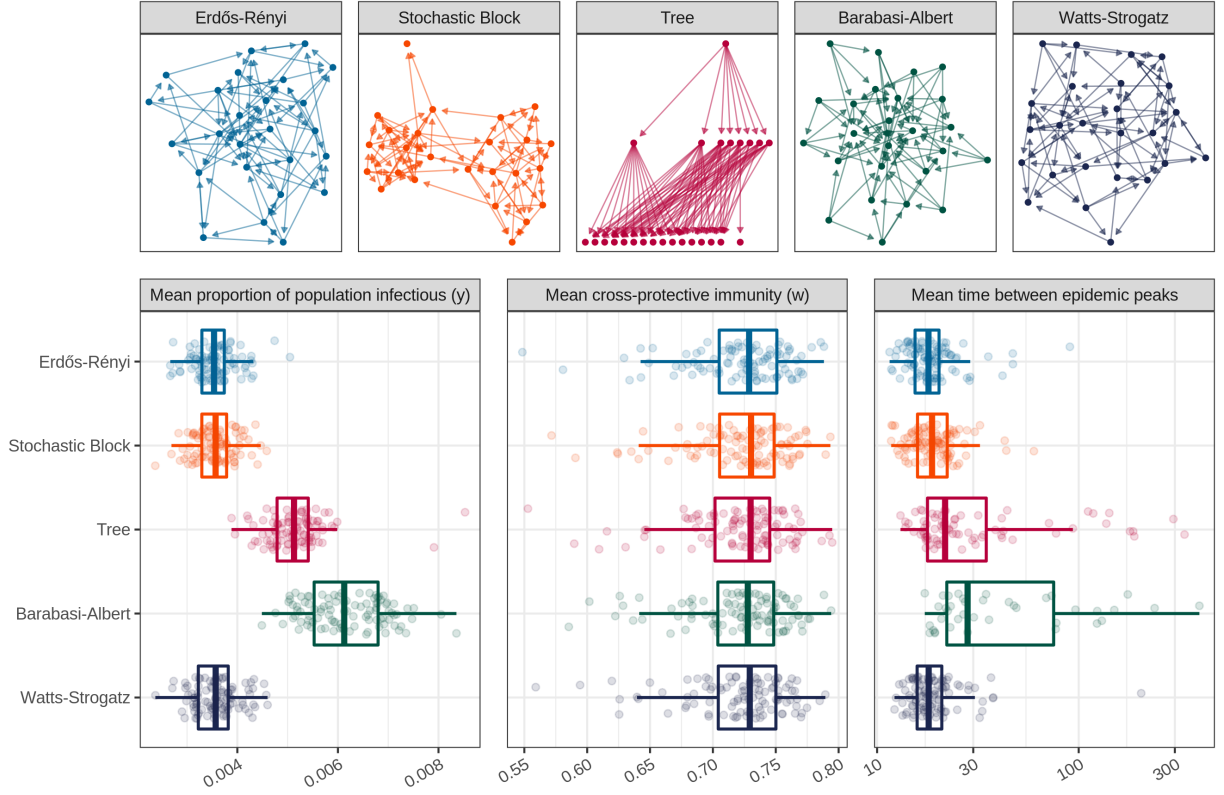 Erdős-Rényi
Stochastic Block
Tree
Barabasi-Albert
Watts-Strogatz
Mean proportion of population infectious (y)
Mean cross-protective immunity (w)
Mean time between epidemic peaks
Erdős-Rényi
Stochastic Block
Tree
Barabasi-Albert
Watts-Strogatz
0.004
0.006
0.008
0.55
0.60
0.65
0.70
0.75
0.80
10
30
100
300